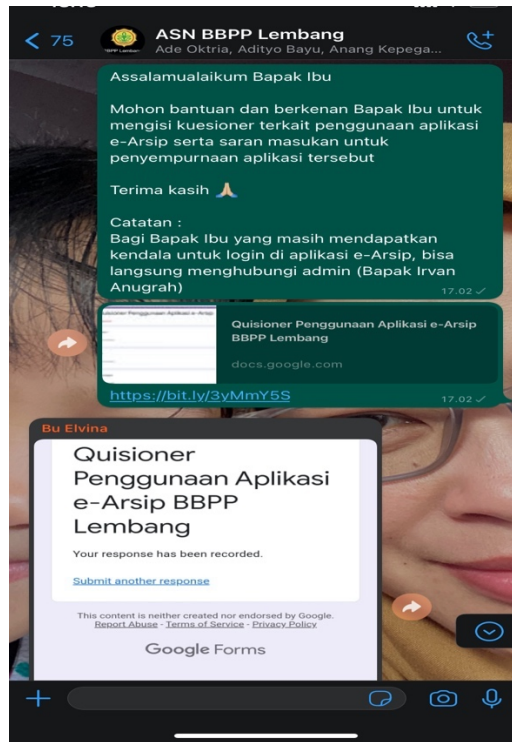 75
ASN BBPP Lembang
Ade Oktria, Adityo Bayu, Anang Kepega...
Assalamualaikum Bapak Ibu
Mohon bantuan dan berkenan Bapak Ibu untuk
mengisi kuesioner terkait penggunaan aplikasi
e-Arsip serta saran masukan untuk
penyempurnaan aplikasi tersebut
Terima kasih 🙏🏼
Catatan :
Bagi Bapak Ibu yang masih mendapatkan
kendala untuk login di aplikasi e-Arsip, bisa
langsung menghubungi admin (Bapak Irvan
Anugrah)
17.02
Quisioner Penggunaan Aplikasi e-Arsip
BBPP Lembang
docs.google.com
https://bit.ly/3yMmY5S
17.02
Bu Elvina
Quisioner
Penggunaan Aplikasi
e-Arsip BBPP
Lembang
Your response has been recorded.
Submit another response
This content is neither created nor endorsed by Google.
Report Abuse - Terms of Service - Privacy Policy
Google Forms